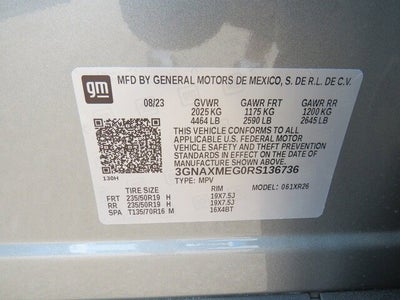 gm
MFD BY GENERAL MOTORS DE MEXICO, S. DE R.L. DE C.V.
08/23 GVWR GAWR FRT GAWR RR
2025 KG 1175 KG 1200 KG
4464 LB 2590 LB 2645 LB
THIS VEHICLE CONFORMS TO ALL APPLICABLE
U.S. FEDERAL MOTOR VEHICLE SAFETY, BUMPER,
AND THEFT PREVENTION STANDARDS IN EFFECT ON THE
DATE OF MANUFACTURE SHOWN ABOVE.
3GNAXMEG0RS136736
TYPE: MPV
130H
TIRE SIZE RIM MODEL: 061XR26
FRT 235/50R19 H 19X7.5J
RR 235/50R19 H 19X7.5J
SPA T135/70R16 M 16X4BT